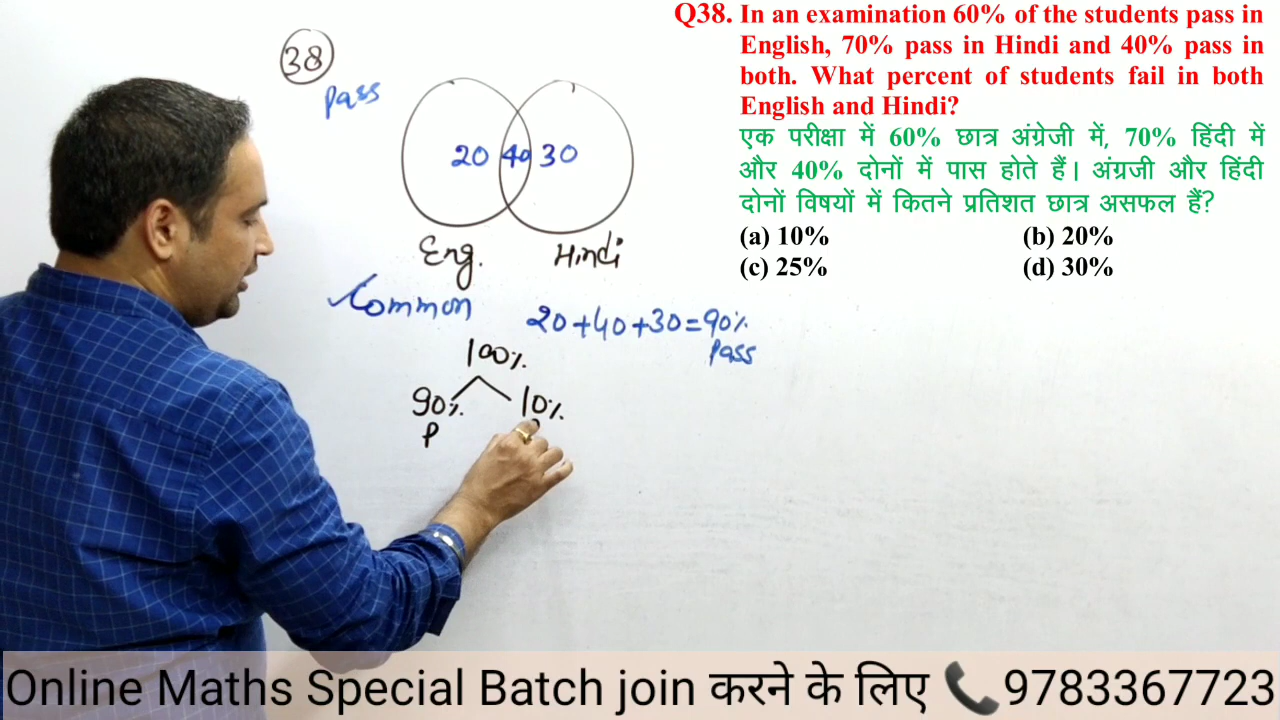 Q38. In an examination 60% of the students pass in
English, 70% pass in Hindi and 40% pass in
both. What percent of students fail in both
English and Hindi?
एक परीक्षा में 60% छात्र अंग्रेजी में, 70% हिंदी में
और 40% दोनों में पास होते हैं। अंग्रजी और हिंदी
दोनों विषयों में कितने प्रतिशत छात्र असफल हैं?
(a) 10% (b) 20%
(c) 25% (d) 30%
38
Pass
20 40 30
Eng. Hindi
Common
20+40+30=90%
Pass
100%
90% 10%
P
Online Maths Special Batch join करने के लिए 📞9783367723